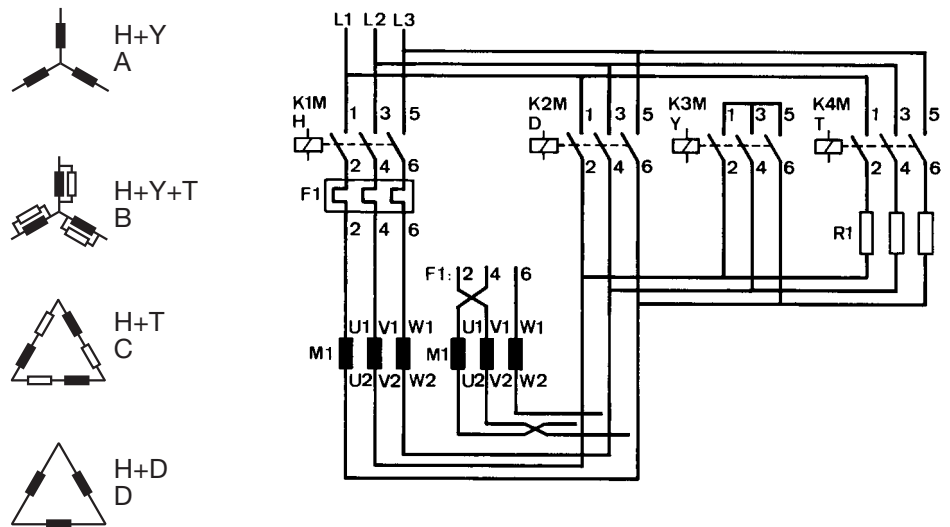 H+Y
A
H+Y+T
B
H+T
C
H+D
D
L1 L2 L3
K1M 1 3 5
H
2 4 6
F1
2 4 6
K2M 1 3 5
D
2 4 6
K3M 1 3 5
Y
2 4 6
K4M 1 3 5
T
2 4 6
R1
F1: 2 4 6
U1 V1 W1
M1
U2 V2 W2
U1 V1 W1
M1
U2 V2 W2